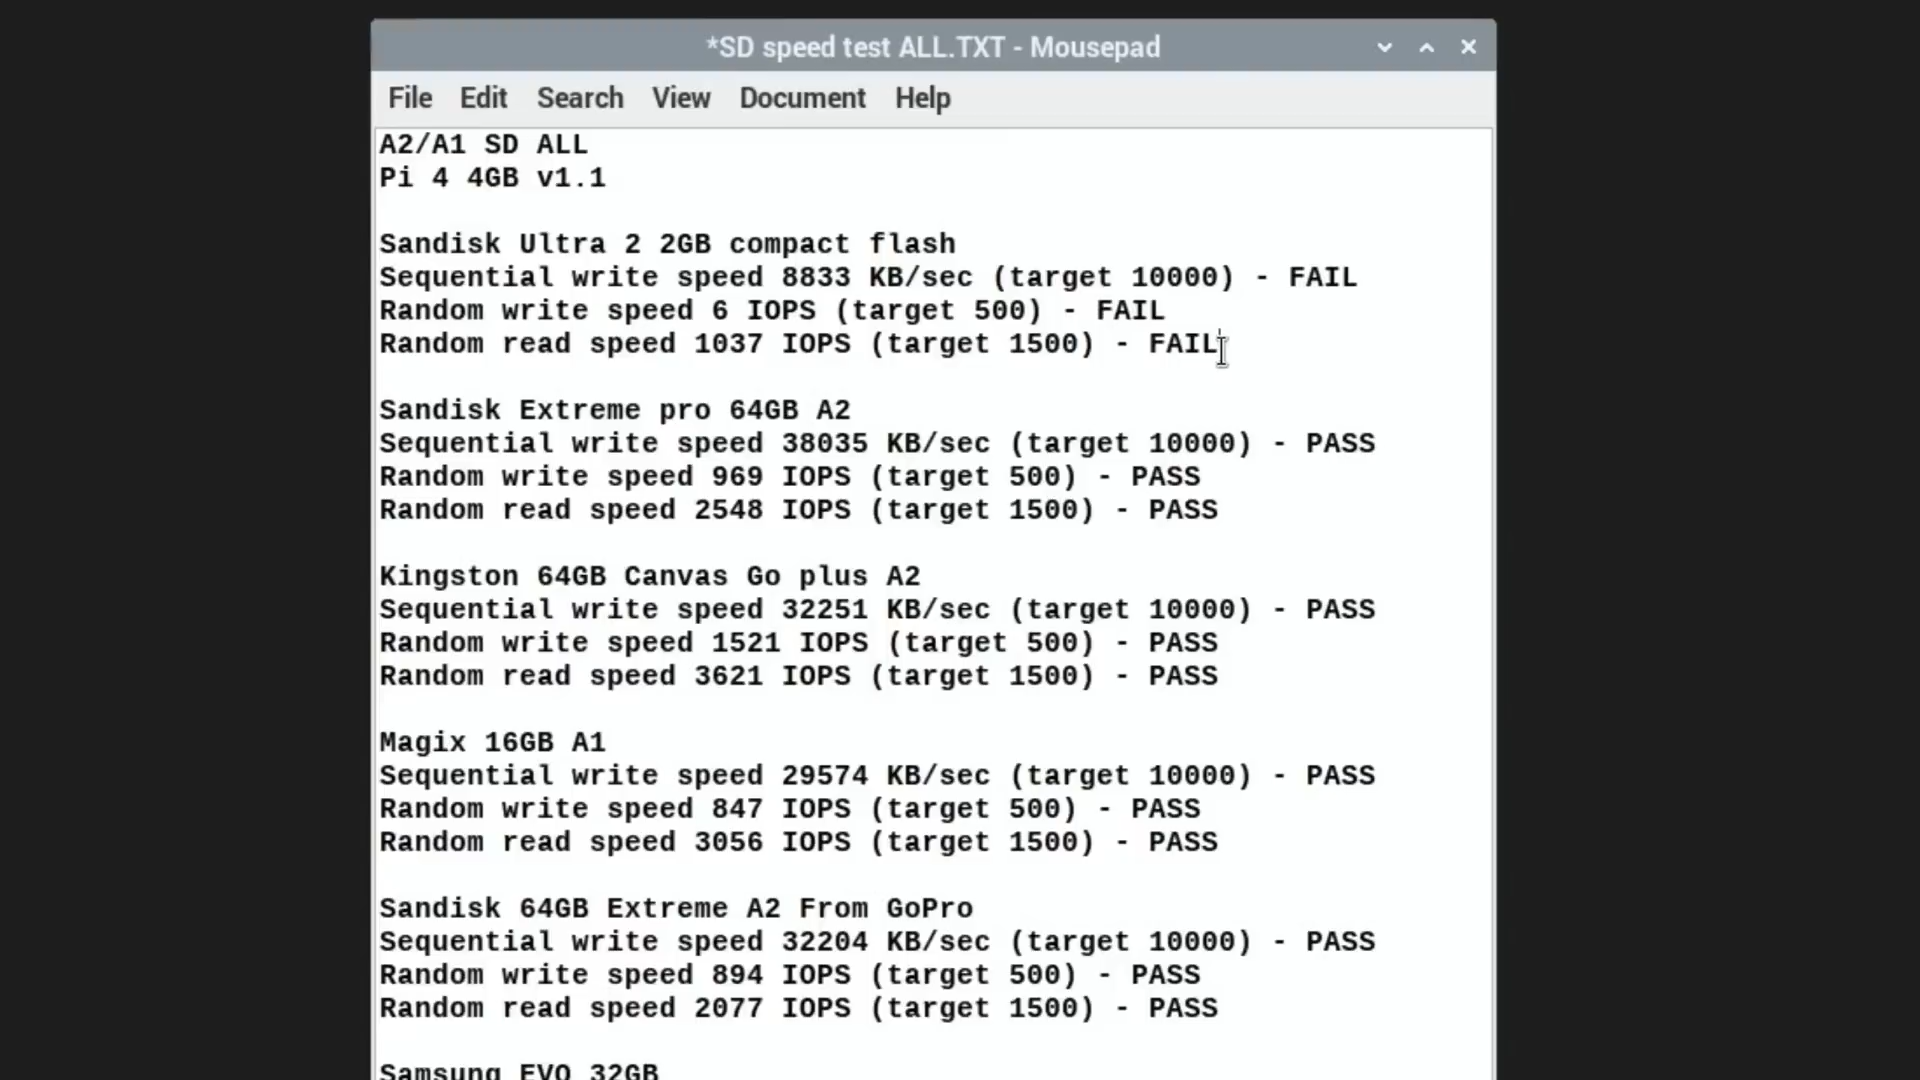 *SD speed test ALL.TXT - Mousepad
File Edit Search View Document Help
A2/A1 SD ALL
Pi 4 4GB v1.1
Sandisk Ultra 2 2GB compact flash
Sequential write speed 8833 KB/sec (target 10000) - FAIL
Random write speed 6 IOPS (target 500) - FAIL
Random read speed 1037 IOPS (target 1500) - FAIL
Sandisk Extreme pro 64GB A2
Sequential write speed 38035 KB/sec (target 10000) - PASS
Random write speed 969 IOPS (target 500) - PASS
Random read speed 2548 IOPS (target 1500) - PASS
Kingston 64GB Canvas Go plus A2
Sequential write speed 32251 KB/sec (target 10000) - PASS
Random write speed 1521 IOPS (target 500) - PASS
Random read speed 3621 IOPS (target 1500) - PASS
Magix 16GB A1
Sequential write speed 29574 KB/sec (target 10000) - PASS
Random write speed 847 IOPS (target 500) - PASS
Random read speed 3056 IOPS (target 1500) - PASS
Sandisk 64GB Extreme A2 From GoPro
Sequential write speed 32204 KB/sec (target 10000) - PASS
Random write speed 894 IOPS (target 500) - PASS
Random read speed 2077 IOPS (target 1500) - PASS
Samsung EVO 32GB